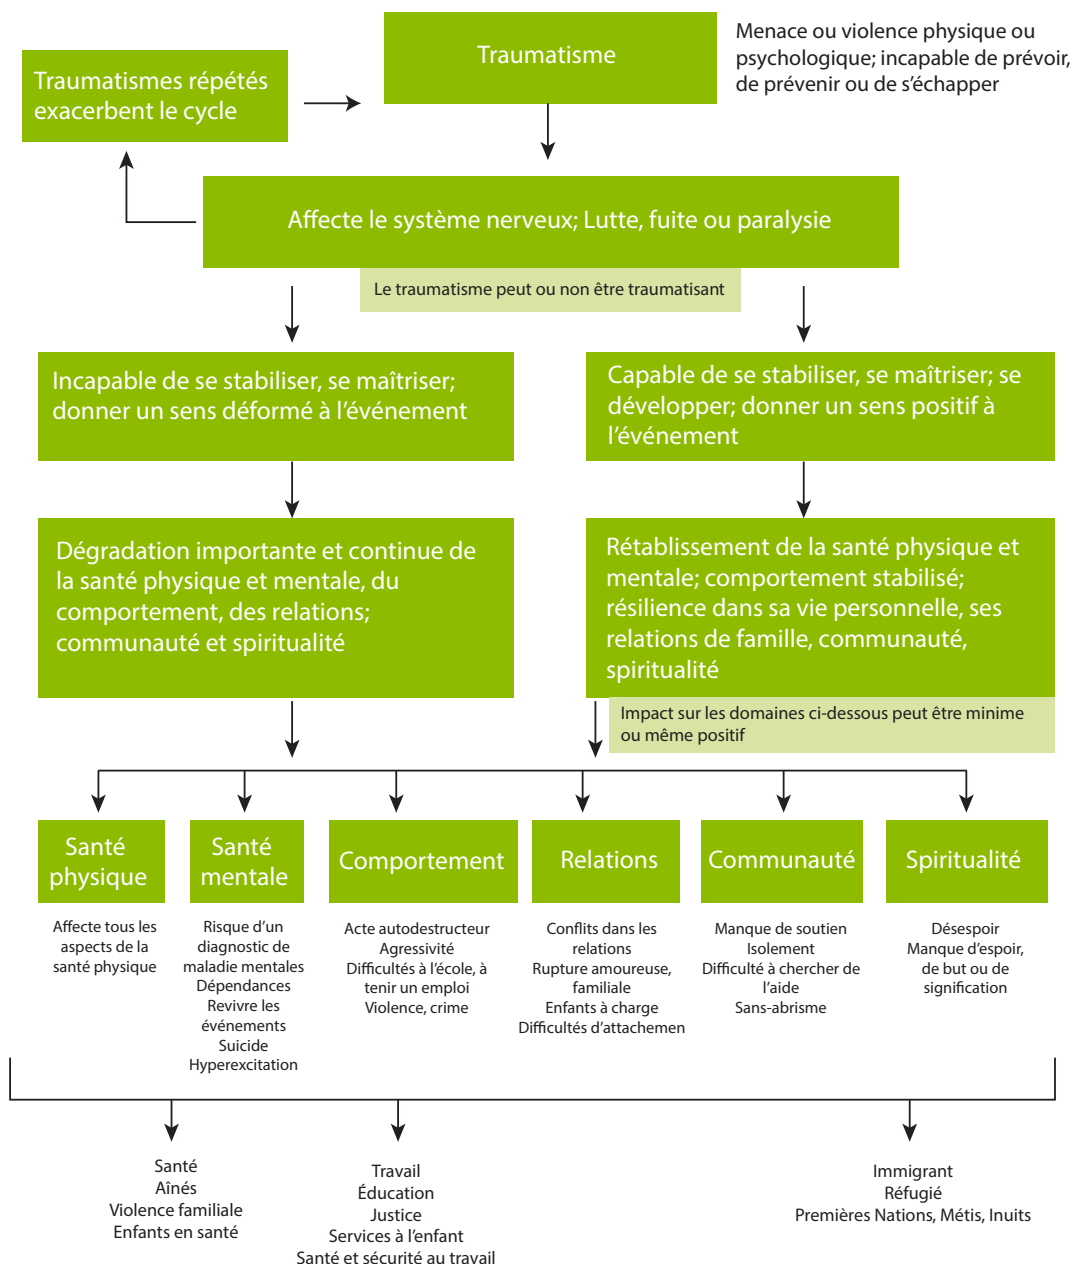 Traumatisme
Menace ou violence physique ou
psychologique; incapable de prévoir,
de prévenir ou de s’échapper
Traumatismes répétés
exacerbent le cycle
Affecte le système nerveux; Lutte, fuite ou paralysie
Le traumatisme peut ou non être traumatisant
Incapable de se stabiliser, se maîtriser;
donner un sens déformé à l’événement
Capable de se stabiliser, se maîtriser; se
développer; donner un sens positif à
l’événement
Dégradation importante et continue de
la santé physique et mentale, du
comportement, des relations;
communauté et spiritualité
Rétablissement de la santé physique et
mentale; comportement stabilisé;
résilience dans sa vie personnelle, ses
relations de famille, communauté,
spiritualité
Impact sur les domaines ci-dessous peut être minime
ou même positif
Santé
physique
Affecte tous les
aspects de la
santé physique
Santé
mentale
Risque d’un
diagnostic de
maladie mentales
Dépendances
Revivre les
événements
Suicide
Hyperexcitation
Comportement
Acte autodestructeur
Agressivité
Difficultés à l’école, à
tenir un emploi
Violence, crime
Relations
Conflits dans les
relations
Rupture amoureuse,
familiale
Enfants à charge
Difficultés d’attachemen
Communauté
Manque de soutien
Isolement
Difficulté à chercher de
l’aide
Sans-abrisme
Spiritualité
Désespoir
Manque d’espoir,
de but ou de
signification
Santé
Aînés
Violence familiale
Enfants en santé
Travail
Éducation
Justice
Services à l’enfant
Santé et sécurité au travail
Immigrant
Réfugié
Premières Nations, Métis, Inuits